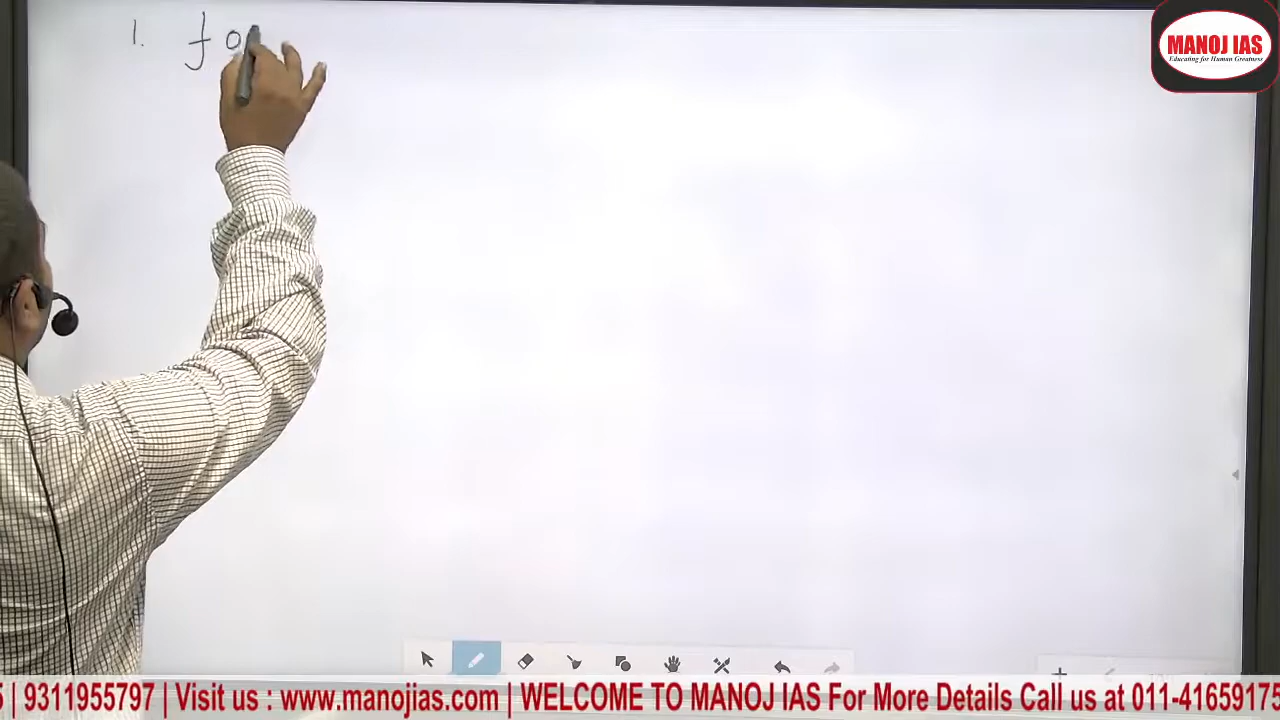 1. fo
MANOJ IAS
Educating for Human Greatness
5 | 9311955797 | Visit us : www.manojias.com | WELCOME TO MANOJ IAS For More Details Call us at 011-41659175